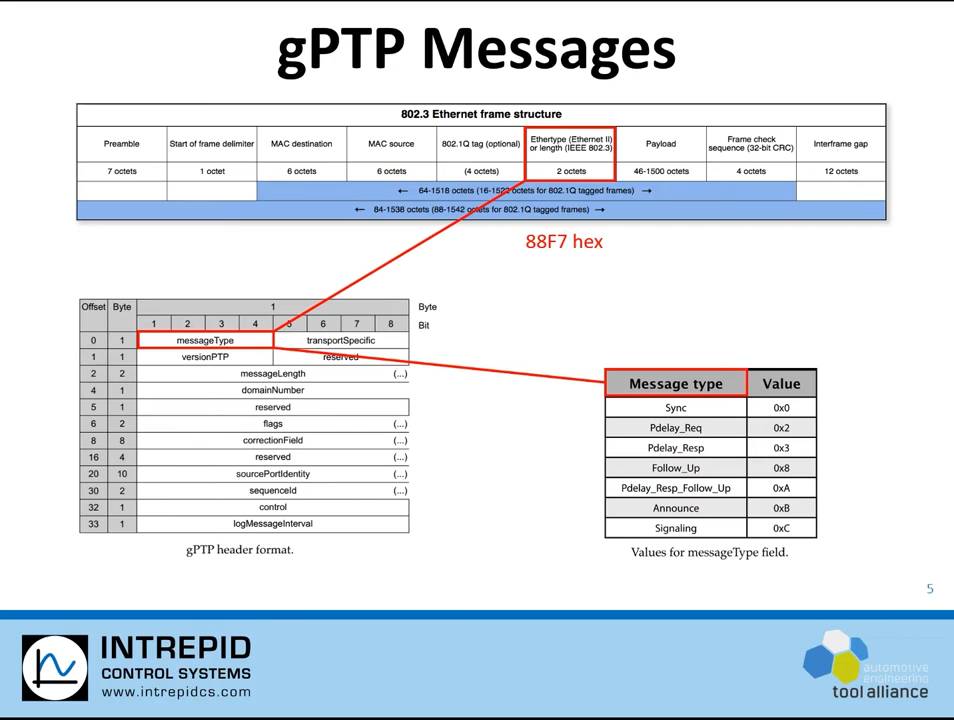 gPTP Messages
802.3 Ethernet frame structure
Preamble Start of frame delimiter MAC destination MAC source 802.1Q tag (optional) Ethertype (Ethernet II) or length (IEEE 802.3) Payload Frame check sequence (32-bit CRC) Interframe gap
7 octets 1 octet 6 octets 6 octets (4 octets) 2 octets 46-1500 octets 4 octets 12 octets
← 64-1518 octets (16-1522 octets for 802.1Q tagged frames) →
← 84-1538 octets (88-1542 octets for 802.1Q tagged frames) →
88F7 hex
Offset Byte 1 Byte
1 2 3 4 5 6 7 8 Bit
0 1 messageType transportSpecific
1 1 versionPTP reserved
2 2 messageLength (...)
4 1 domainNumber
5 1 reserved
6 2 flags (...)
8 8 correctionField (...)
16 4 reserved (...)
20 10 sourcePortIdentity (...)
30 2 sequenceId (...)
32 1 control
33 1 logMessageInterval
gPTP header format.
Message type Value
Sync 0x0
Pdelay_Req 0x2
Pdelay_Resp 0x3
Follow_Up 0x8
Pdelay_Resp_Follow_Up 0xA
Announce 0xB
Signaling 0xC
Values for messageType field.
5
INTREPID
CONTROL SYSTEMS
www.intrepidcs.com
automotive
engineering
tool alliance